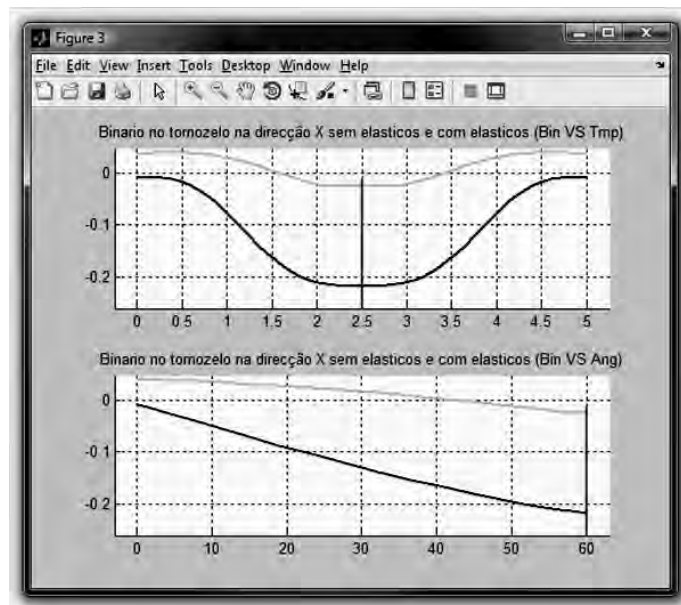 Figure 3
File Edit View Insert Tools Desktop Window Help
Binario no tornozelo na direcção X sem elasticos e com elasticos (Bin VS Tmp)
0
-0.1
-0.2
0 0.5 1 1.5 2 2.5 3 3.5 4 4.5 5
Binario no tornozelo na direcção X sem elasticos e com elasticos (Bin VS Ang)
0
-0.1
-0.2
0 10 20 30 40 50 60